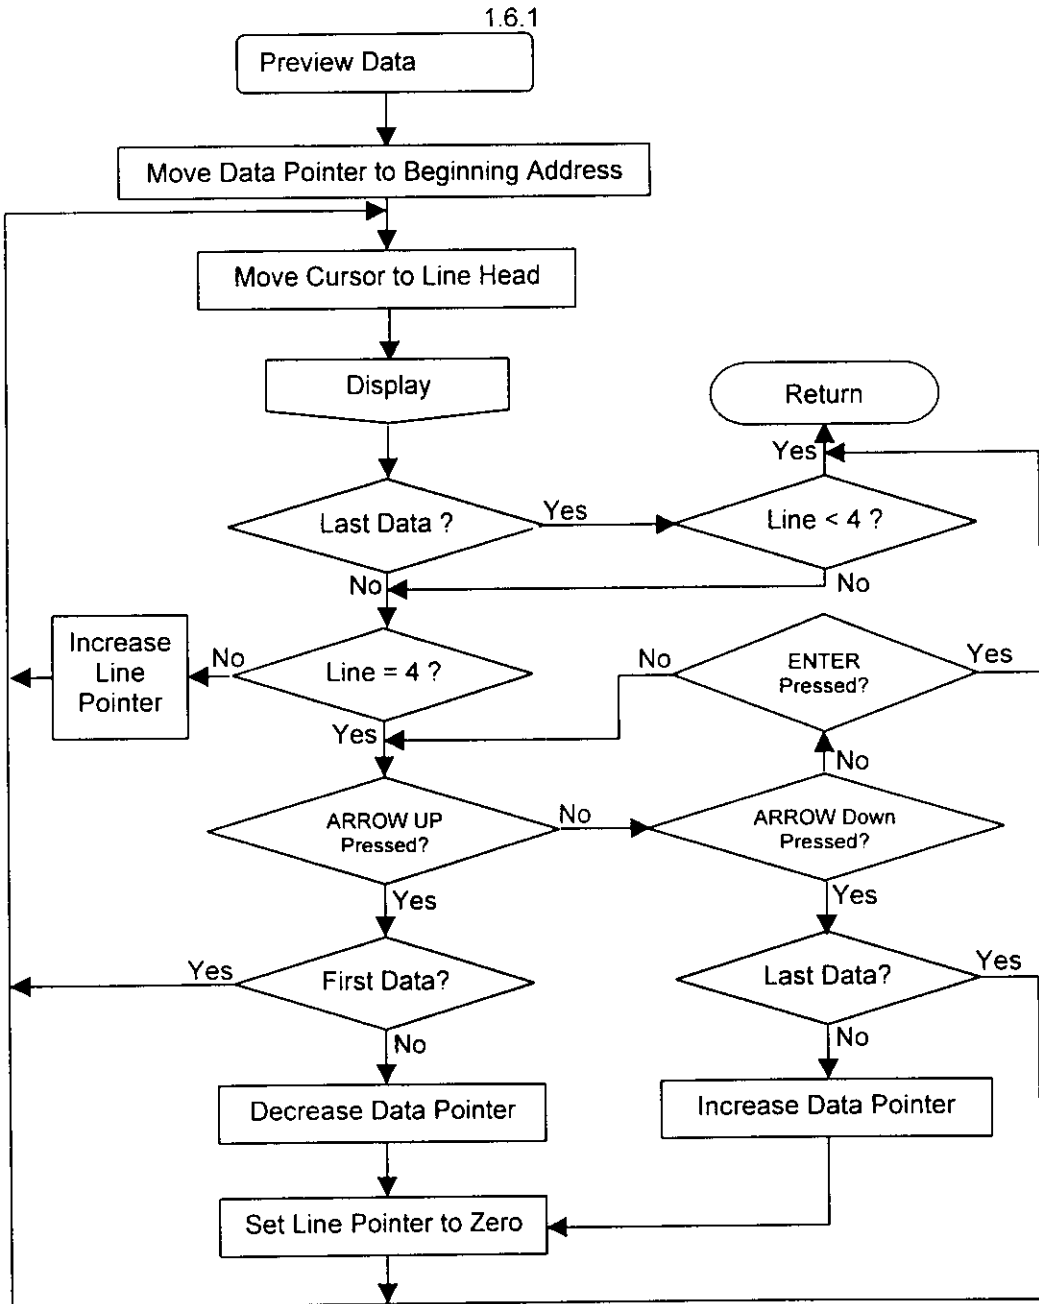 1.6.1
Preview Data
Move Data Pointer to Beginning Address
Move Cursor to Line Head
Display
Return
Yes
Last Data ?
Yes
Line < 4 ?
No
No
Increase
Line
Pointer
No
Line = 4 ?
No
ENTER
Pressed?
Yes
Yes
No
ARROW UP
Pressed?
No
ARROW Down
Pressed?
Yes
Yes
Yes
First Data?
Last Data?
Yes
No
No
Decrease Data Pointer
Increase Data Pointer
Set Line Pointer to Zero